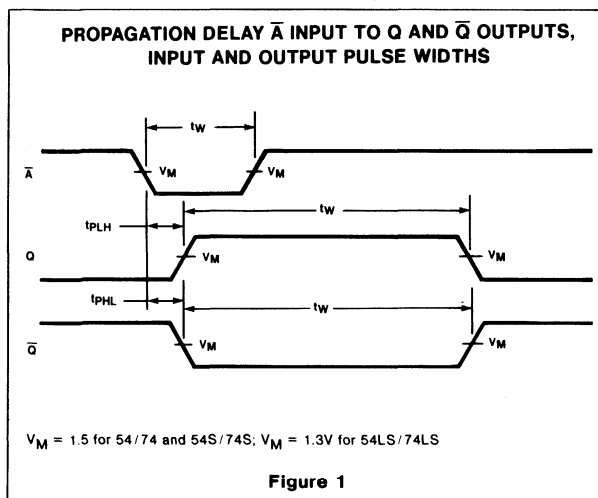 PROPAGATION DELAY A̅ INPUT TO Q AND Q̅ OUTPUTS,
INPUT AND OUTPUT PULSE WIDTHS
tW
A̅
VM
VM
tPLH
tW
Q
VM
VM
tPHL
tW
Q̅
VM
VM
VM = 1.5 for 54/74 and 54S/74S; VM = 1.3V for 54LS/74LS
Figure 1